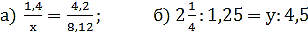 а) 1,4/х = 4,2/8,12; б) 2 1/4 : 1,25 = у: 4,5